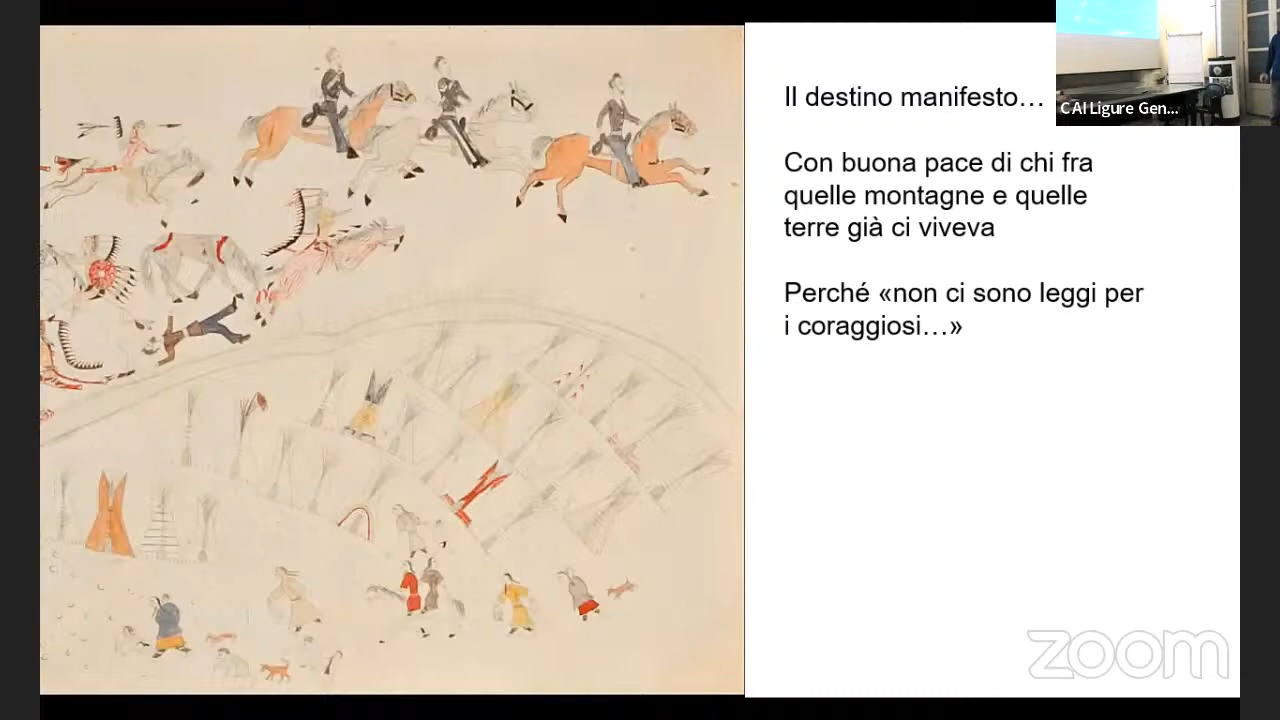 Il destino manifesto…
CAI Ligure Gen...
Con buona pace di chi fra
quelle montagne e quelle
terre già ci viveva
Perché «non ci sono leggi per
i coraggiosi…»
zoom